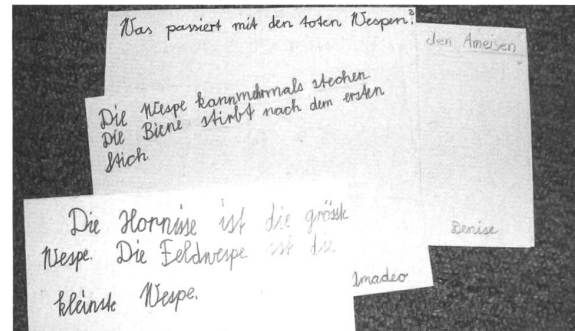 Was passiert mit den toten Wespen?
den Ameisen
Die Wespe kann mehrmals stechen
Die Biene stirbt nach dem ersten
Stich
Denise
Die Hornisse ist die grösste
Wespe. Die Feldwespe ist die
kleinste Wespe.
Amadeo